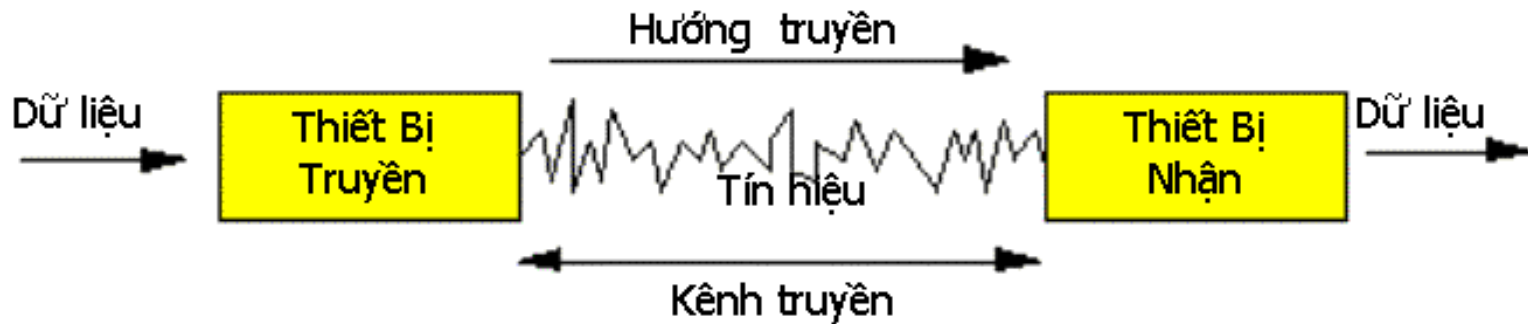 Hướng truyền
Dữ liệu
Thiết Bị
Truyền
Tín hiệu
Thiết Bị
Nhận
Dữ liệu
Kênh truyền